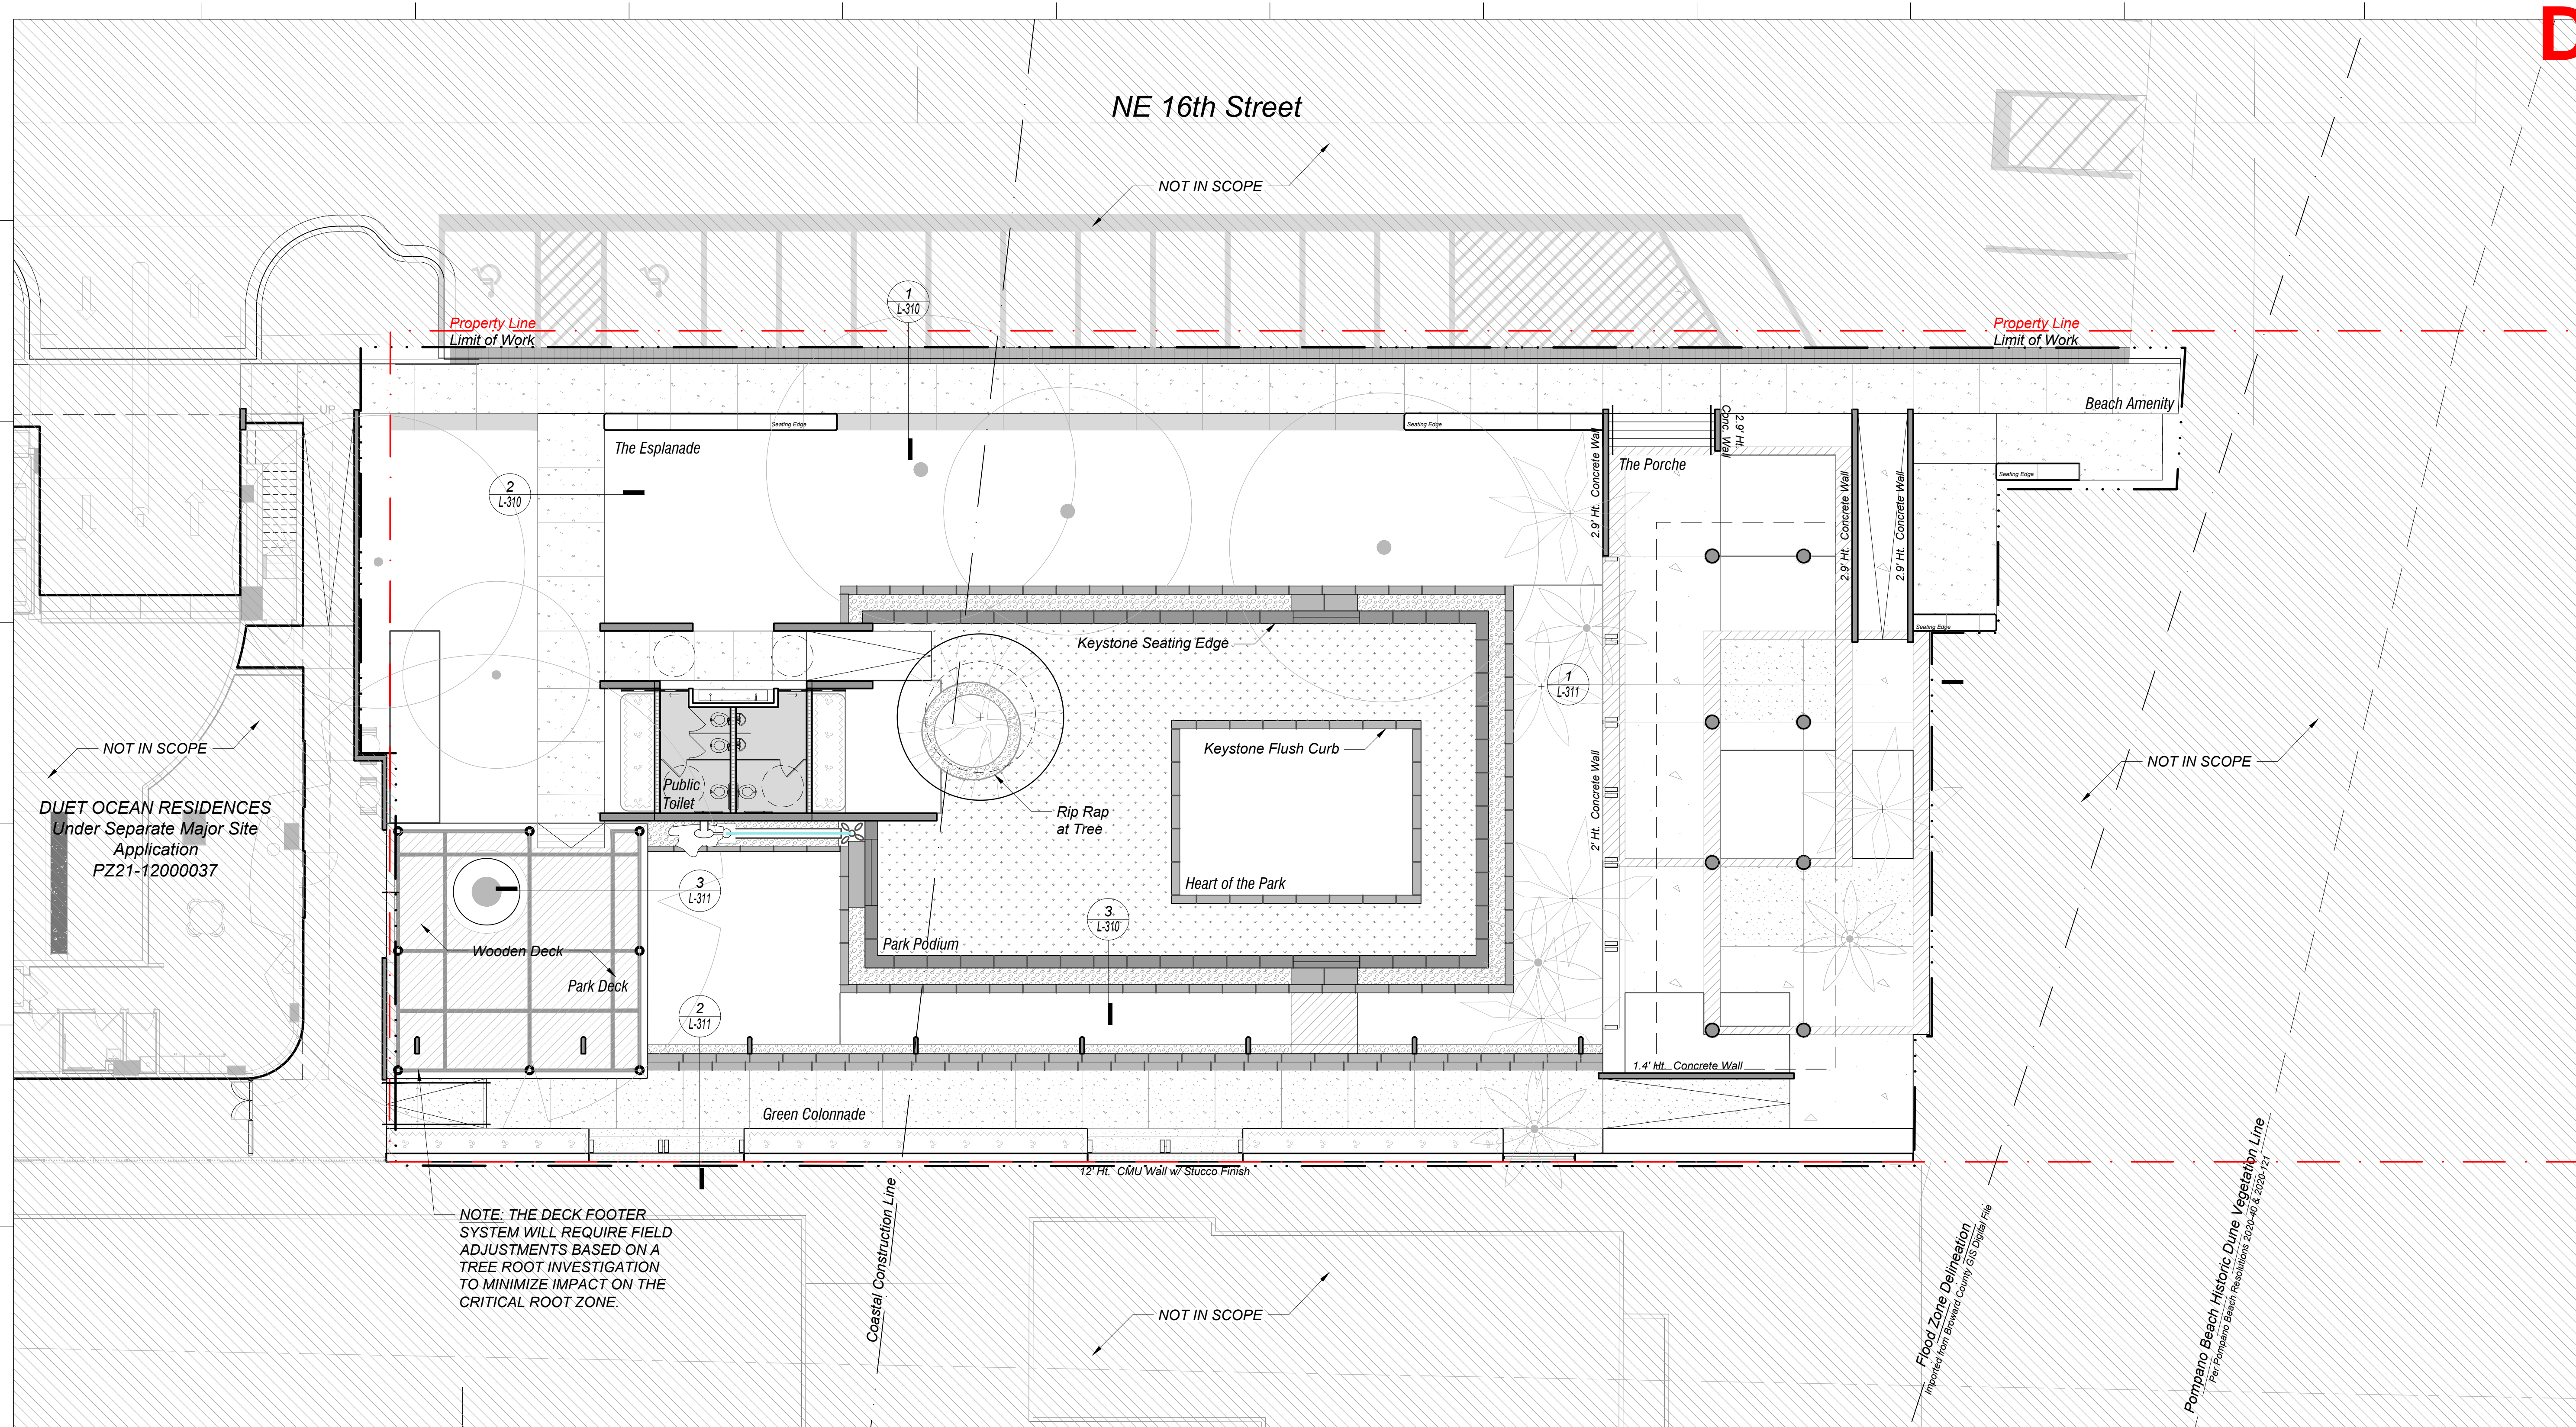 D
NE 16th Street
NOT IN SCOPE
1
L-310
Property Line
Limit of Work
Property Line
Limit of Work
UP
Beach Amenity
Seating Edge
Seating Edge
The Esplanade
2.9' Ht. Concrete Wall
2.9' Ht.
Conc. Wall
The Porche
2.9' Ht. Concrete Wall
2.9' Ht. Concrete Wall
Seating Edge
2
L-310
Seating Edge
Keystone Seating Edge
1
L-311
NOT IN SCOPE
Keystone Flush Curb
NOT IN SCOPE
Public
Toilet
DUET OCEAN RESIDENCES
Under Separate Major Site
Application
PZ21-12000037
Rip Rap
at Tree
2' Ht. Concrete Wall
3
L-311
Heart of the Park
3
L-310
Park Podium
Wooden Deck
Park Deck
2
L-311
1.4' Ht. Concrete Wall
Green Colonnade
12' Ht. CMU Wall w/ Stucco Finish
NOTE: THE DECK FOOTER
SYSTEM WILL REQUIRE FIELD
ADJUSTMENTS BASED ON A
TREE ROOT INVESTIGATION
TO MINIMIZE IMPACT ON THE
CRITICAL ROOT ZONE.
Coastal Construction Line
NOT IN SCOPE
Flood Zone Delineation
Imported from Broward County GIS Digital File
Pompano Beach Historic Dune Vegetation Line
Per Pompano Beach Resolutions 2020-40 & 2020-121